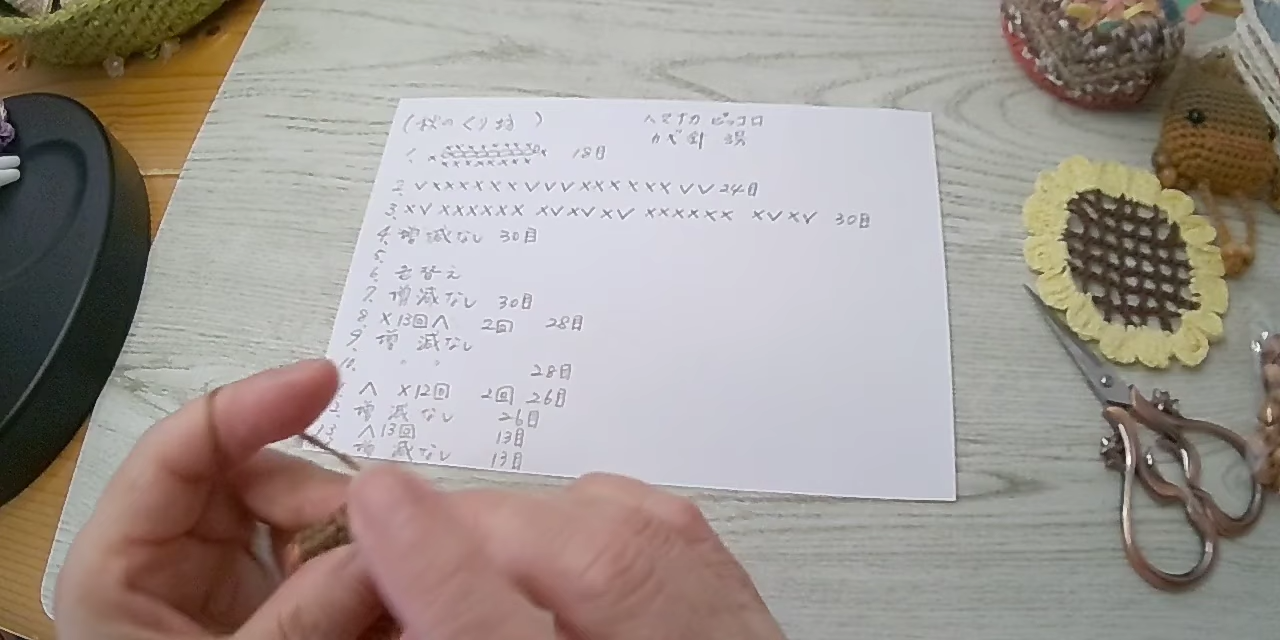 (秋のくり坊)
ハマナカ ピッコロ
かぎ針 3号
1. 18目
2. V×××××××VVV×××××××VV 24目
3. ×V×××××× ×V×V×V ×××××× ×V×V 30目
4. 増減なし 30目
5.
6. 色替え
7. 増減なし 30目
8. ×13回∧ 2回 28目
9. 増減なし
10. 〃 〃 28目
∧ ×12回 2回 26目
2. 増減なし 26目
13. ∧13回 13目
増減なし 13目